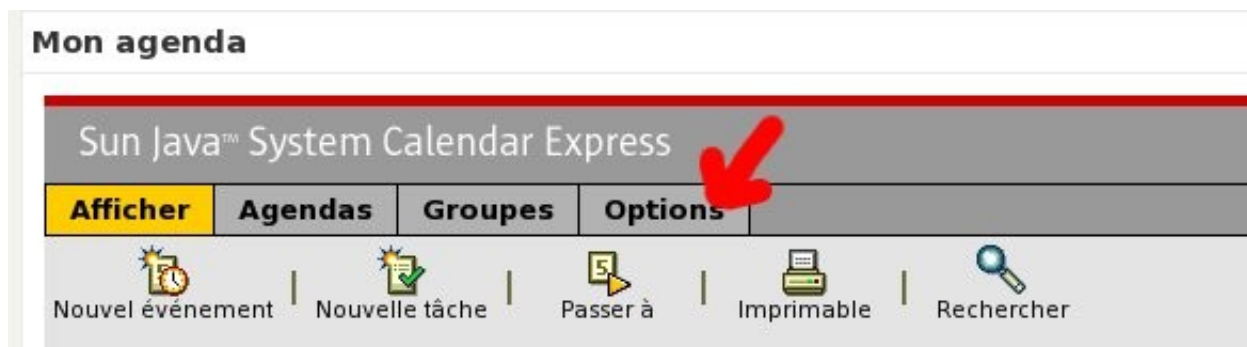 Mon agenda
Sun Java™ System Calendar Express
Afficher Agendas Groupes Options
Nouvel événement Nouvelle tâche Passer à Imprimable Rechercher